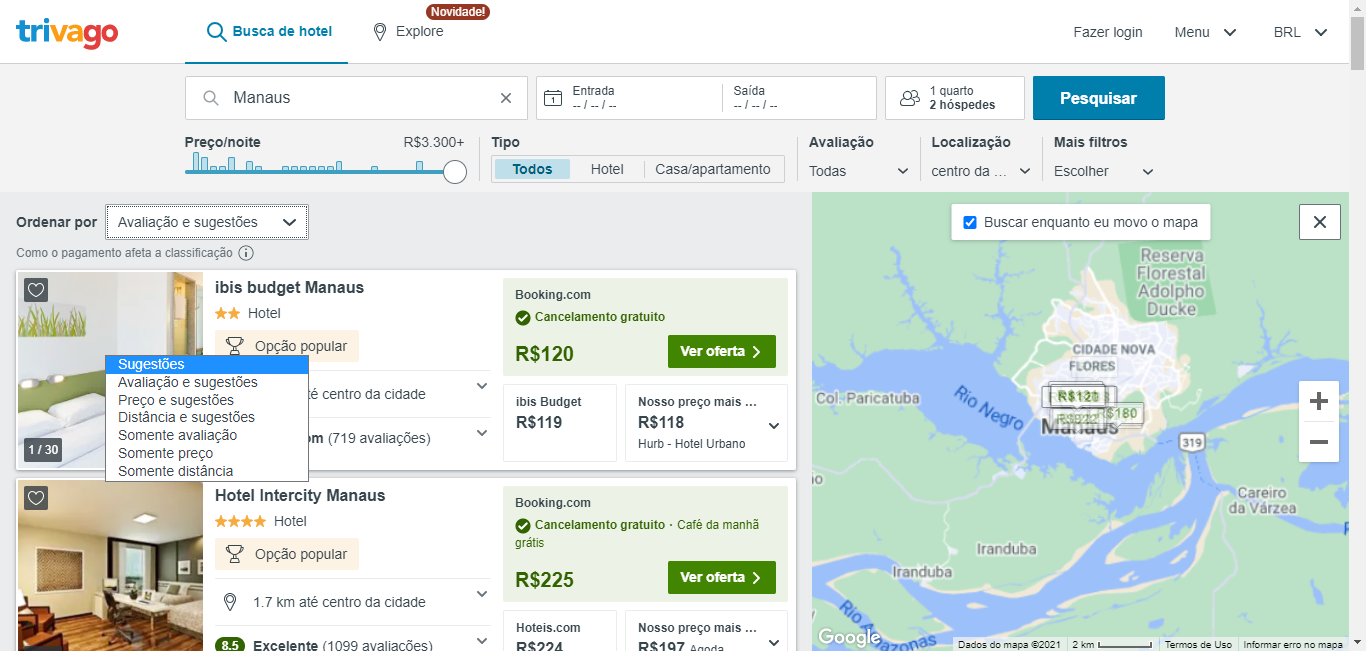 trivago
Busca de hotel
Explore
Novidade!
Fazer login
Menu
BRL
Manaus
Entrada
-- / -- / --
Saída
-- / -- / --
1 quarto
2 hóspedes
Pesquisar
Preço/noite
R$3.300+
Tipo
Todos
Hotel
Casa/apartamento
Avaliação
Todas
Localização
centro da ...
Mais filtros
Escolher
Ordenar por
Avaliação e sugestões
Como o pagamento afeta a classificação
Sugestões
Avaliação e sugestões
Preço e sugestões
Distância e sugestões
Somente avaliação
Somente preço
Somente distância
1 / 30
ibis budget Manaus
Hotel
Opção popular
té centro da cidade
om (719 avaliações)
Booking.com
Cancelamento gratuito
R$120
Ver oferta
ibis Budget
R$119
Nosso preço mais ...
R$118
Hurb - Hotel Urbano
Hotel Intercity Manaus
Hotel
Opção popular
1.7 km até centro da cidade
8.5 Excelente (1099 avaliações)
Booking.com
Cancelamento gratuito · Café da manhã
grátis
R$225
Ver oferta
Hoteis.com
R$224
Nosso preço mais ...
R$197 Agoda
Buscar enquanto eu movo o mapa
Reserva
Florestal
Adolpho
Ducke
CIDADE NOVA
FLORES
Col. Paricatuba
Rio Negro
R$121
R$180
Manaus
319
ão
Careiro
da Várzea
Iranduba
Iranduba
Rio Amazonas
Google
Dados do mapa ©2021
2 km
Termos de Uso
Informar erro no mapa